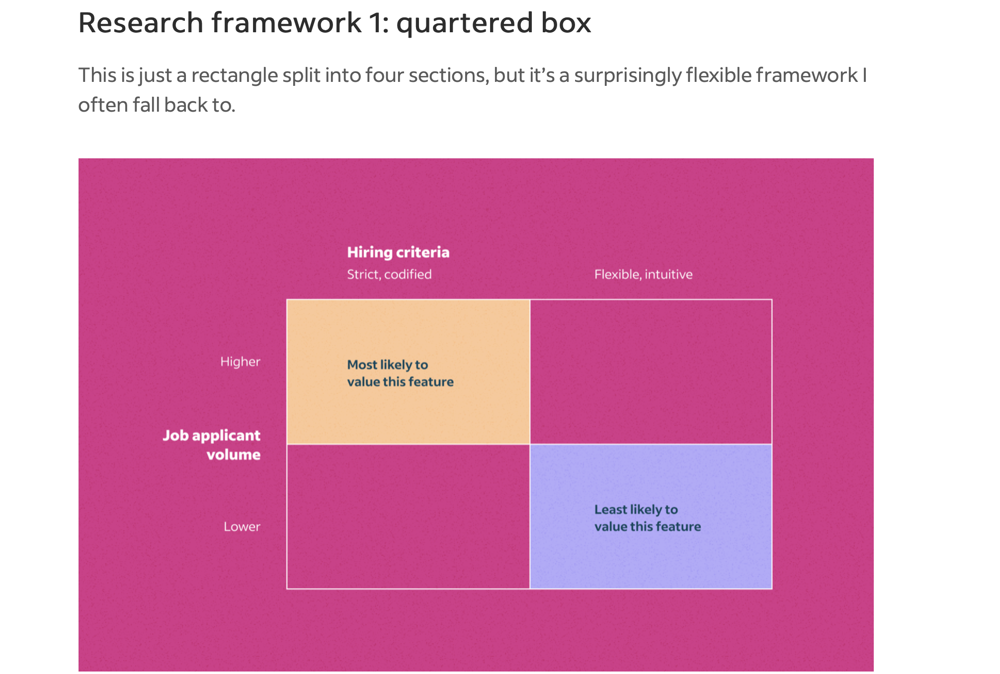 Research framework 1: quartered box
This is just a rectangle split into four sections, but it’s a surprisingly flexible framework I
often fall back to.
Hiring criteria
Strict, codified
Flexible, intuitive
Higher
Most likely to
value this feature
Job applicant
volume
Lower
Least likely to
value this feature